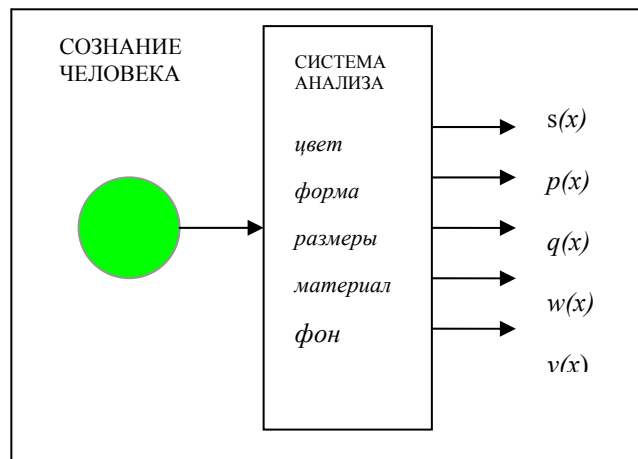 СОЗНАНИЕ
ЧЕЛОВЕКА
СИСТЕМА
АНАЛИЗА
цвет
форма
размеры
материал
фон
s(x)
p(x)
q(x)
w(x)
v(x)